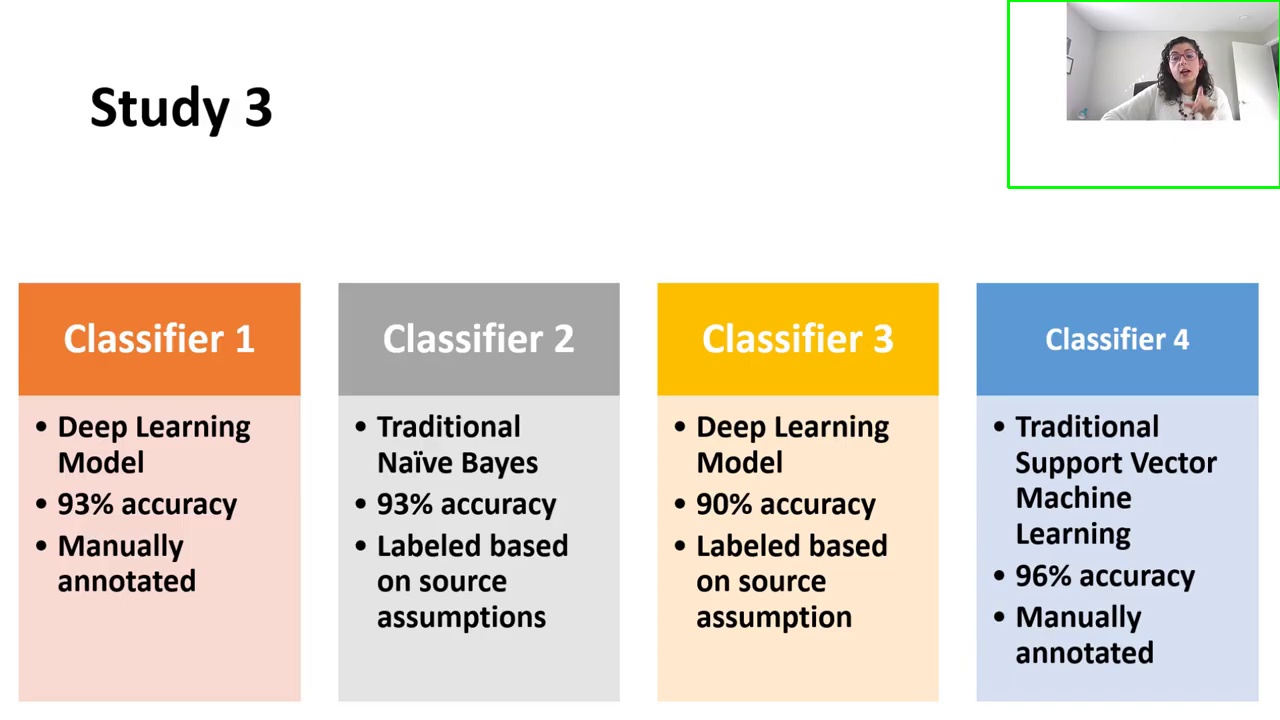 Study 3
Classifier 1
• Deep Learning
Model
• 93% accuracy
• Manually
annotated
Classifier 2
• Traditional
Naïve Bayes
• 93% accuracy
• Labeled based
on source
assumptions
Classifier 3
• Deep Learning
Model
• 90% accuracy
• Labeled based
on source
assumption
Classifier 4
• Traditional
Support Vector
Machine
Learning
• 96% accuracy
• Manually
annotated